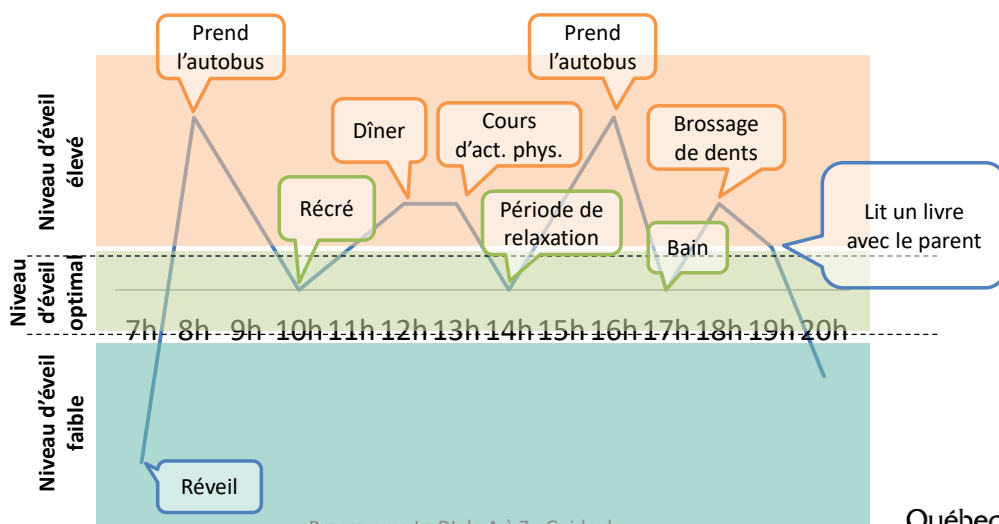 Prend
l'autobus
Prend
l'autobus
Niveau d'éveil
élevé
Dîner
Cours
d'act. phys.
Brossage
de dents
Récré
Période de
relaxation
Bain
Lit un livre
avec le parent
Niveau
d'éveil
optimal
7h 8h 9h 10h 11h 12h 13h 14h 15h 16h 17h 18h 19h 20h
Niveau d'éveil
faible
Réveil
Québec